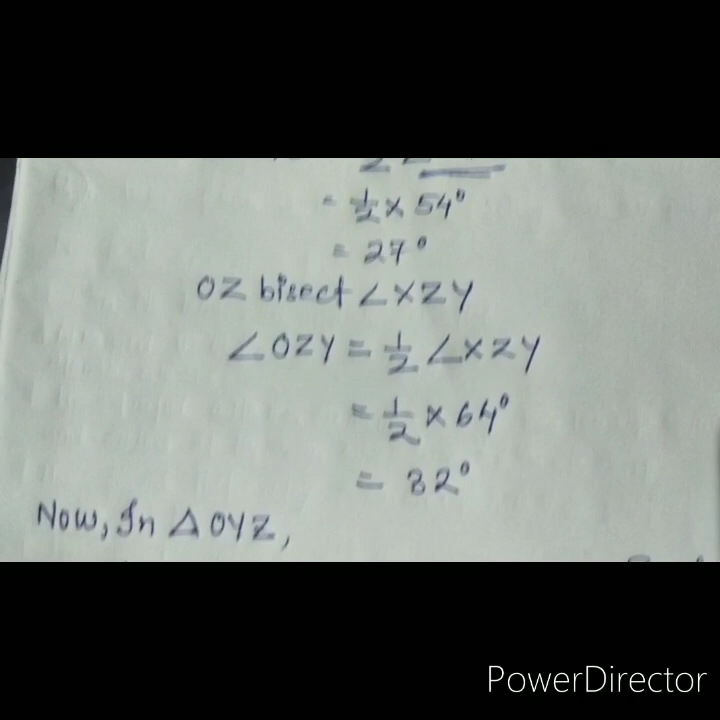 = 1/2 × 54°
= 27°
OZ bisect ∠XZY
∠OZY = 1/2 ∠XZY
= 1/2 × 64°
= 32°
Now, In △OYZ,
PowerDirector